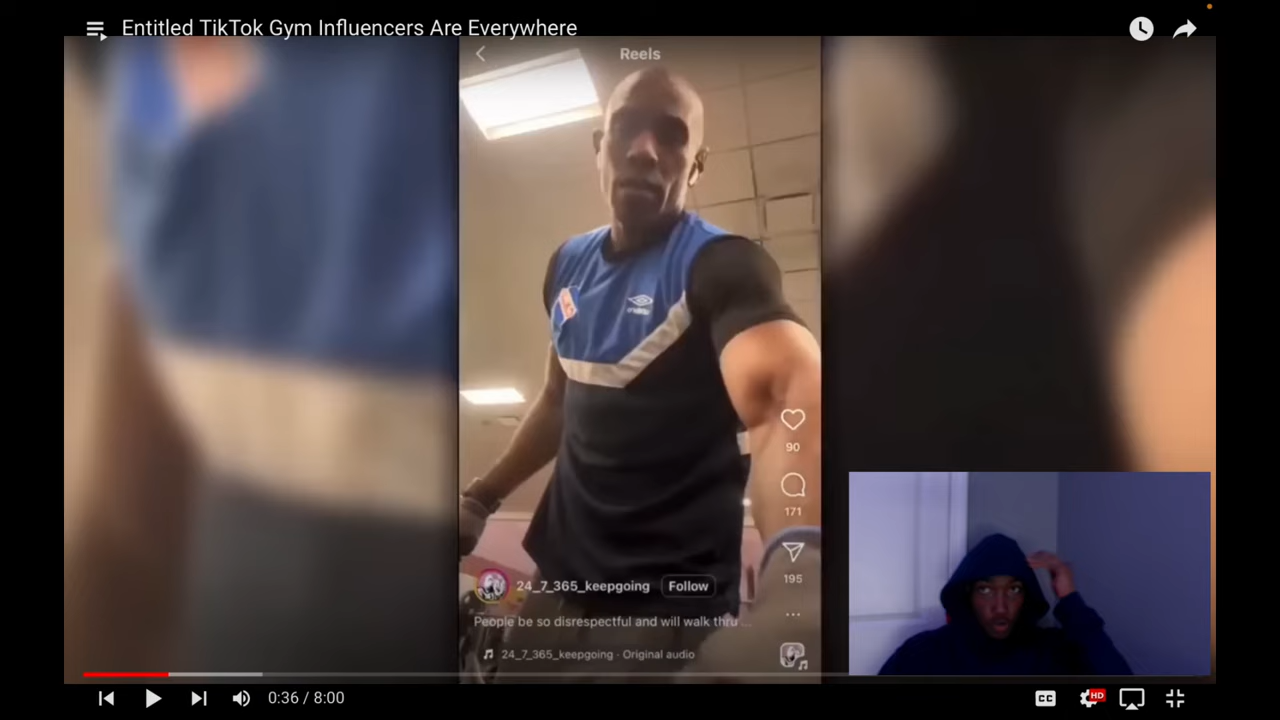 Entitled TikTok Gym Influencers Are Everywhere
Reels
umbro
90
171
195
24_7_365_keepgoing Follow
People be so disrespectful and will walk thru ...
24_7_365_keepgoing · Original audio
0:36 / 8:00
CC
HD